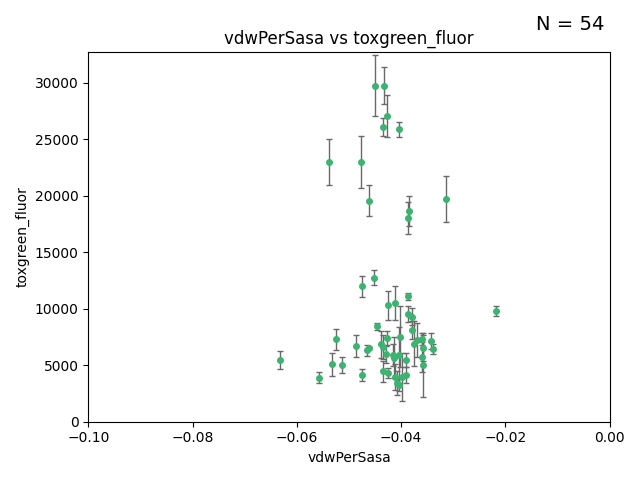 N = 54
vdwPerSasa vs toxgreen_fluor
30000
25000
20000
15000
10000
5000
0
toxgreen_fluor
−0.10 −0.08 −0.06 −0.04 −0.02 0.00
vdwPerSasa